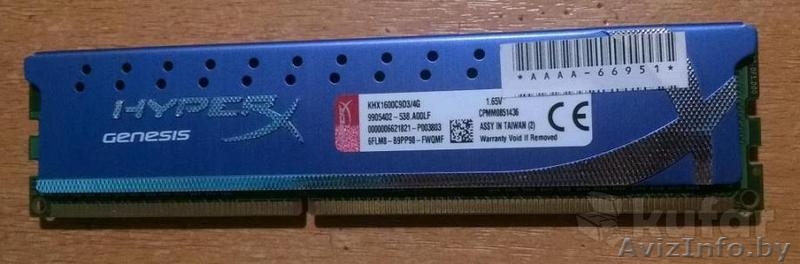 *AAAA-66951*
HYPERX
GENESIS
KHX1600C9D3/4G
1.65V
9905402-538.A00LF
CPMM0851436
0000006621821-P003803
ASSY IN TAIWAN (2)
6FLM8-B9PP98-FWQMF
Warranty Void If Removed
CE
kufar
AvizInfo.by